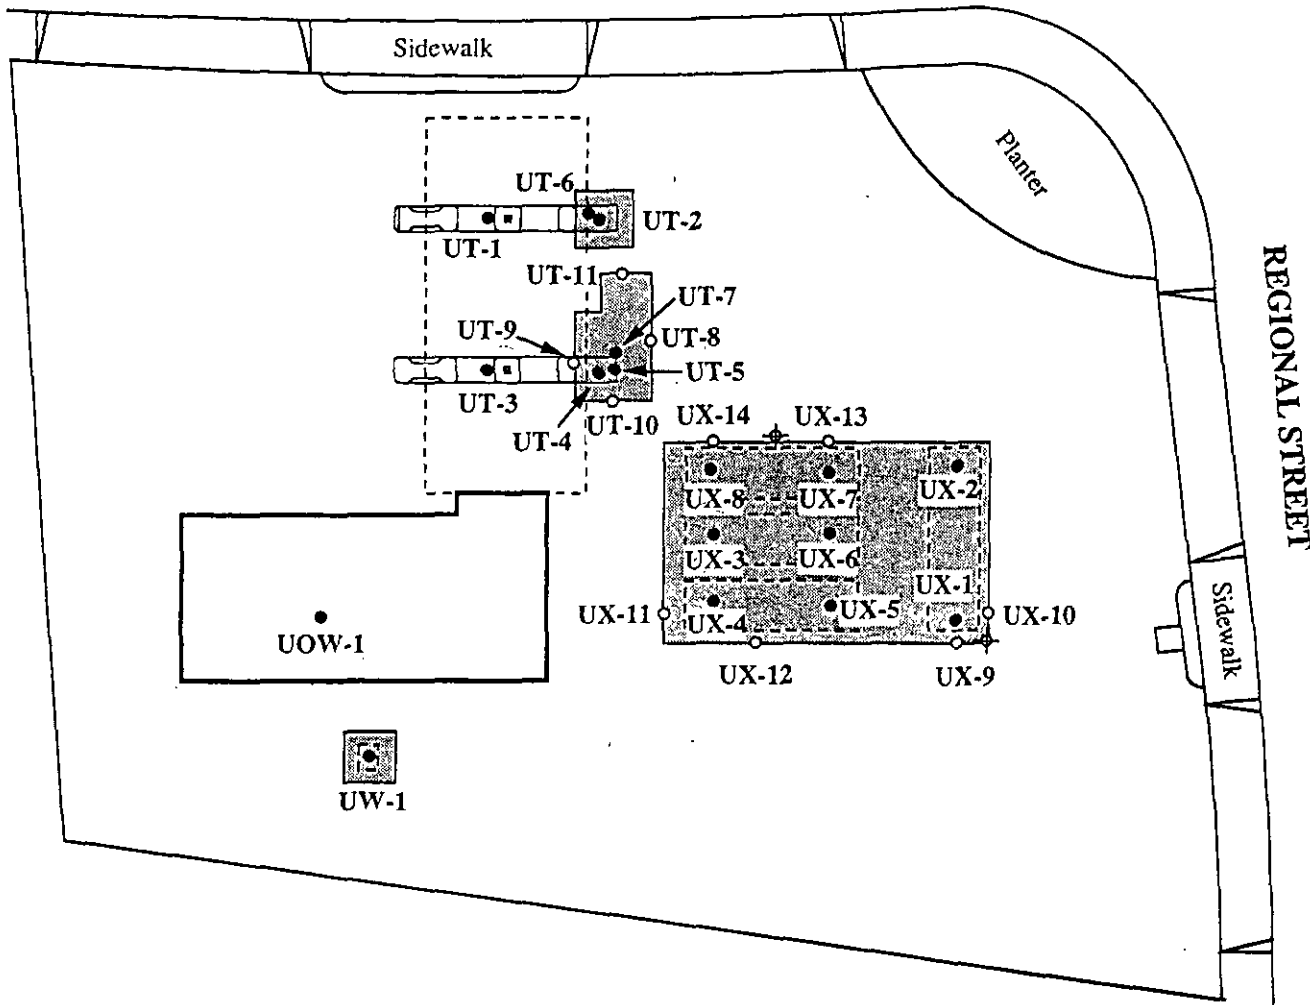 Sidewalk
Planter
UT-6
UT-2
UT-1
UT-11
UT-7
UT-9
UT-8
UT-5
UT-3
UT-4
UT-10
UX-14
UX-13
UX-8
UX-7
UX-2
UX-3
UX-6
UX-1
UX-11
UX-4
UX-5
UX-10
UOW-1
UX-12
UX-9
UW-1
REGIONAL STREET
Sidewalk